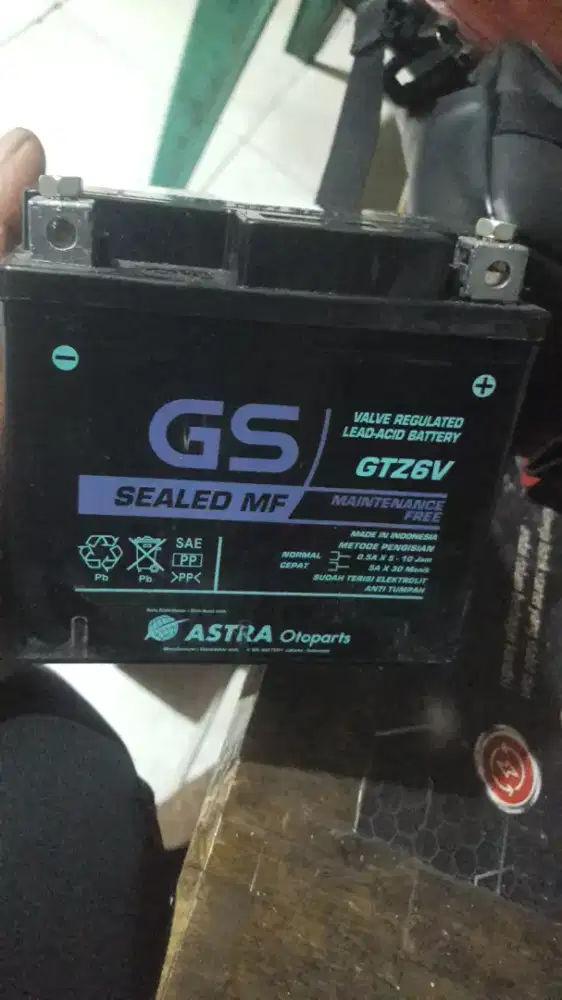 −
+
GS
VALVE REGULATED
LEAD-ACID BATTERY
GTZ6V
SEALED MF
MAINTENANCE
FREE
MADE IN INDONESIA
METODE PENGISIAN
NORMAL 0.5A X 5 - 10 Jam
CEPAT 5A X 30 Menit
SUDAH TERISI ELEKTROLIT
ANTI TUMPAH
Pb
Pb
SAE
PP
>PP<
ASTRA Otoparts